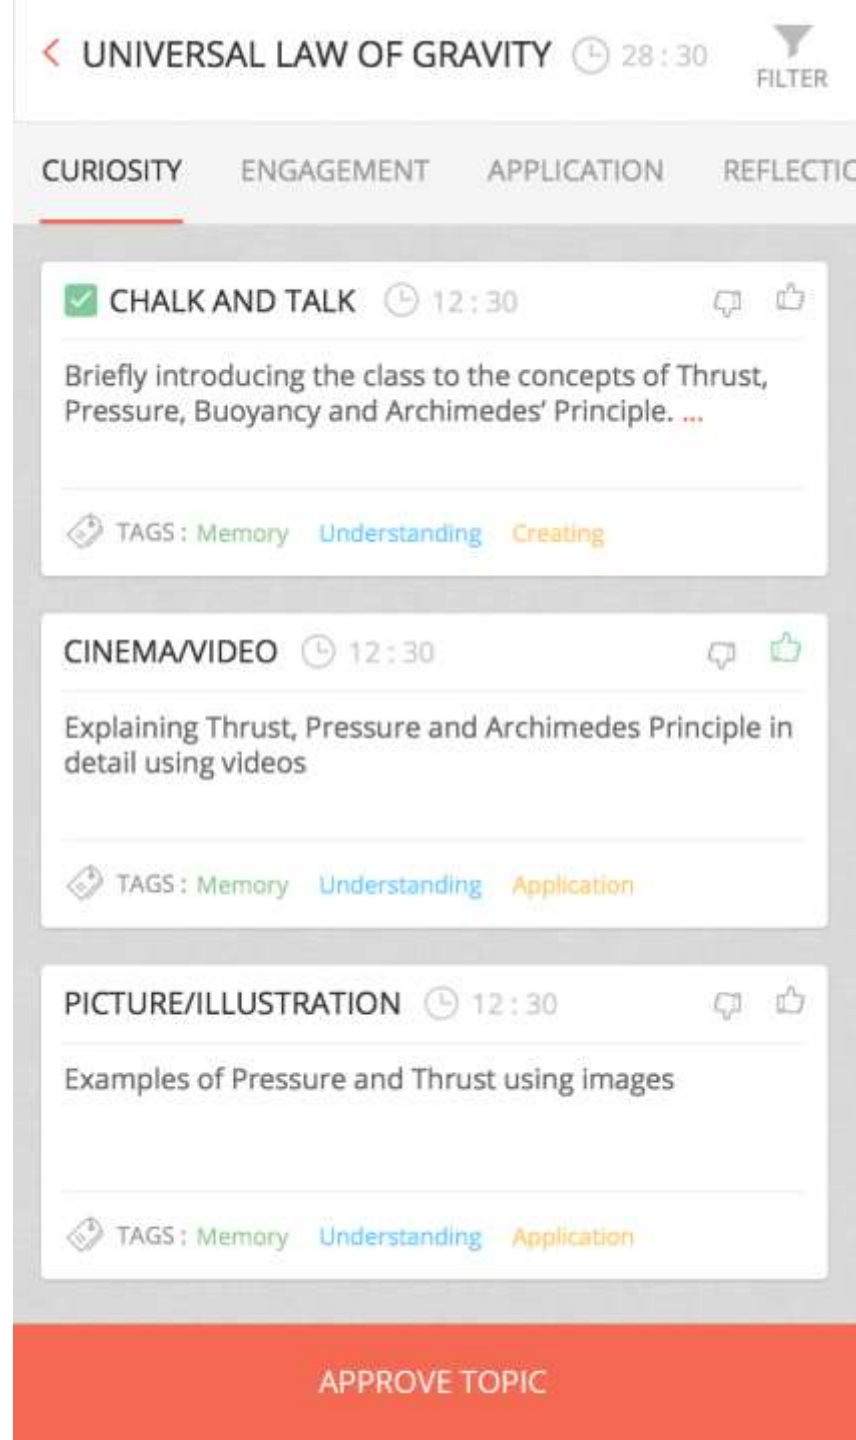 UNIVERSAL LAW OF GRAVITY 28 : 30
FILTER
CURIOSITY ENGAGEMENT APPLICATION REFLECTIO
CHALK AND TALK 12 : 30
Briefly introducing the class to the concepts of Thrust,
Pressure, Buoyancy and Archimedes’ Principle. ...
TAGS : Memory Understanding Creating
CINEMA/VIDEO 12 : 30
Explaining Thrust, Pressure and Archimedes Principle in
detail using videos
TAGS : Memory Understanding Application
PICTURE/ILLUSTRATION 12 : 30
Examples of Pressure and Thrust using images
TAGS : Memory Understanding Application
APPROVE TOPIC